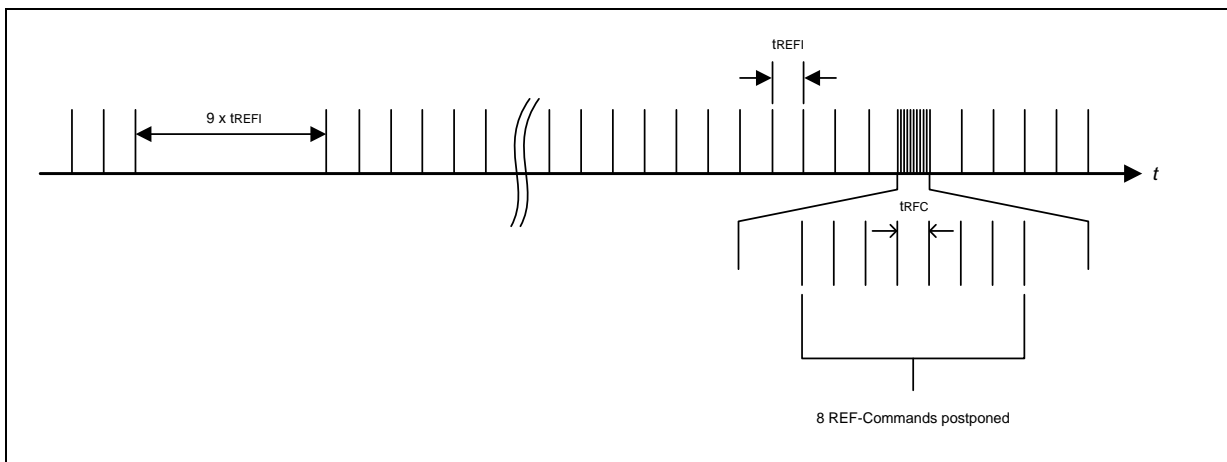 tREFI
9 x tREFI
t
tRFC
8 REF-Commands postponed